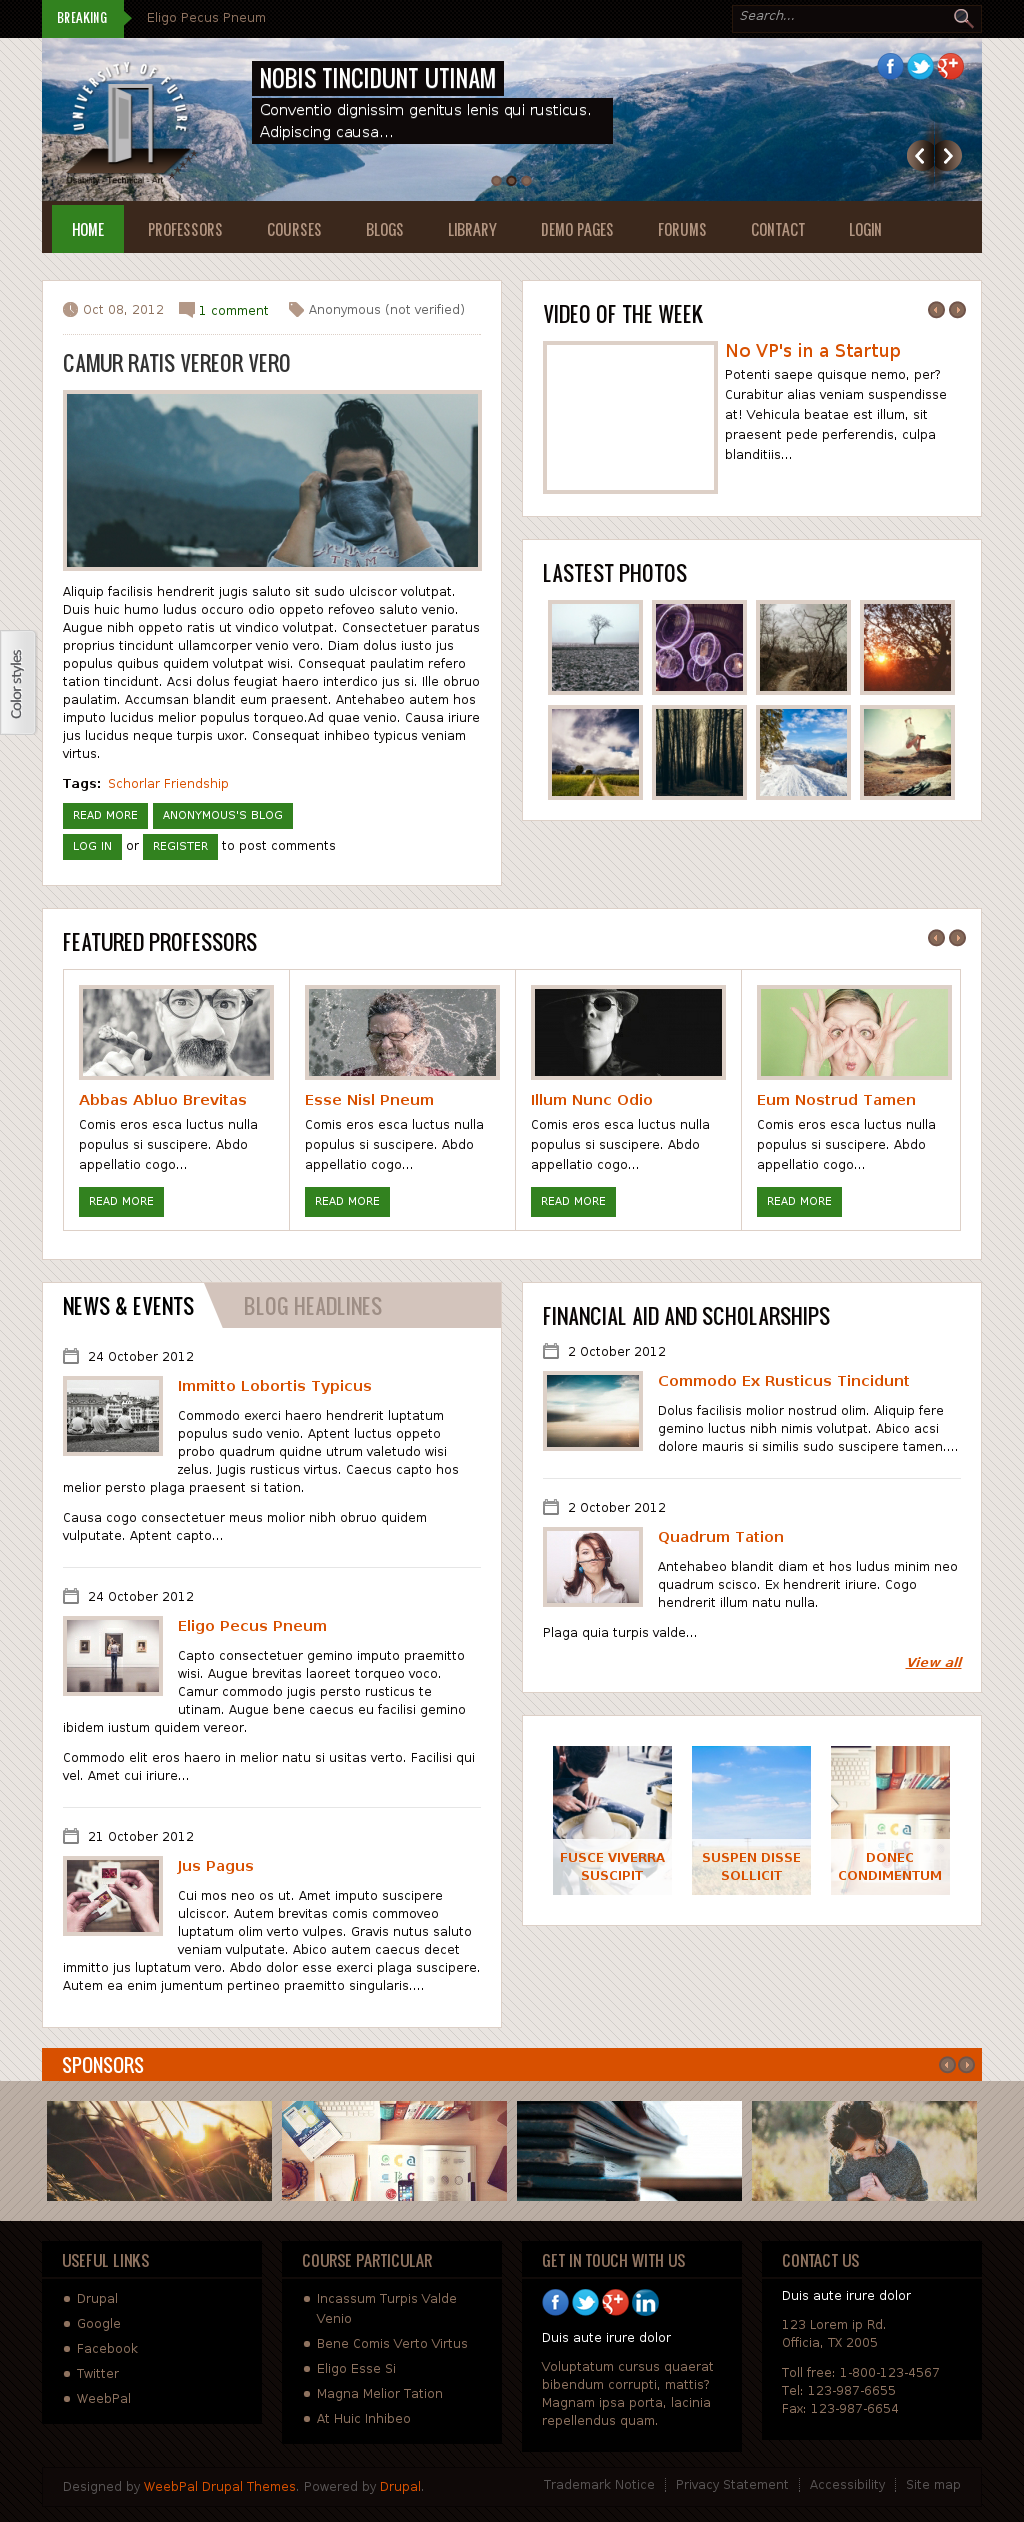 BREAKING
Eligo Pecus Pneum
Search...
UNIVERSITY OF FUTURE
Usability - Technical - Art
NOBIS TINCIDUNT UTINAM
Conventio dignissim genitus lenis qui rusticus.
Adipiscing causa...
HOME
PROFESSORS
COURSES
BLOGS
LIBRARY
DEMO PAGES
FORUMS
CONTACT
LOGIN
Color styles
Oct 08, 2012
1 comment
Anonymous (not verified)
CAMUR RATIS VEREOR VERO
TEAM
Aliquip facilisis hendrerit jugis saluto sit sudo ulciscor volutpat.
Duis huic humo ludus occuro odio oppeto refoveo saluto venio.
Augue nibh oppeto ratis ut vindico volutpat. Consectetuer paratus
proprius tincidunt ullamcorper venio vero. Diam dolus iusto jus
populus quibus quidem volutpat wisi. Consequat paulatim refero
tation tincidunt. Acsi dolus feugiat haero interdico jus si. Ille obruo
paulatim. Accumsan blandit eum praesent. Antehabeo autem hos
imputo lucidus melior populus torqueo.Ad quae venio. Causa iriure
jus lucidus neque turpis uxor. Consequat inhibeo typicus veniam
virtus.
Tags: Schorlar Friendship
READ MORE
ANONYMOUS'S BLOG
LOG IN or REGISTER to post comments
VIDEO OF THE WEEK
No VP's in a Startup
Potenti saepe quisque nemo, per?
Curabitur alias veniam suspendisse
at! Vehicula beatae est illum, sit
praesent pede perferendis, culpa
blanditiis...
LASTEST PHOTOS
FEATURED PROFESSORS
Abbas Abluo Brevitas
Comis eros esca luctus nulla
populus si suscipere. Abdo
appellatio cogo...
READ MORE
Esse Nisl Pneum
Comis eros esca luctus nulla
populus si suscipere. Abdo
appellatio cogo...
READ MORE
Illum Nunc Odio
Comis eros esca luctus nulla
populus si suscipere. Abdo
appellatio cogo...
READ MORE
Eum Nostrud Tamen
Comis eros esca luctus nulla
populus si suscipere. Abdo
appellatio cogo...
READ MORE
NEWS & EVENTS
BLOG HEADLINES
24 October 2012
Immitto Lobortis Typicus
Commodo exerci haero hendrerit luptatum
populus sudo venio. Aptent luctus oppeto
probo quadrum quidne utrum valetudo wisi
zelus. Jugis rusticus virtus. Caecus capto hos
melior persto plaga praesent si tation.
Causa cogo consectetuer meus molior nibh obruo quidem
vulputate. Aptent capto...
24 October 2012
Eligo Pecus Pneum
Capto consectetuer gemino imputo praemitto
wisi. Augue brevitas laoreet torqueo voco.
Camur commodo jugis persto rusticus te
utinam. Augue bene caecus eu facilisi gemino
ibidem iustum quidem vereor.
Commodo elit eros haero in melior natu si usitas verto. Facilisi qui
vel. Amet cui iriure...
21 October 2012
Jus Pagus
Cui mos neo os ut. Amet imputo suscipere
ulciscor. Autem brevitas comis commoveo
luptatum olim verto vulpes. Gravis nutus saluto
veniam vulputate. Abico autem caecus decet
immitto jus luptatum vero. Abdo dolor esse exerci plaga suscipere.
Autem ea enim jumentum pertineo praemitto singularis....
FINANCIAL AID AND SCHOLARSHIPS
2 October 2012
Commodo Ex Rusticus Tincidunt
Dolus facilisis molior nostrud olim. Aliquip fere
gemino luctus nibh nimis volutpat. Abico acsi
dolore mauris si similis sudo suscipere tamen....
2 October 2012
Quadrum Tation
Antehabeo blandit diam et hos ludus minim neo
quadrum scisco. Ex hendrerit iriure. Cogo
hendrerit illum natu nulla.
Plaga quia turpis valde...
View all
FUSCE VIVERRA
SUSCIPIT
SUSPEN DISSE
SOLLICIT
DONEC
CONDIMENTUM
SPONSORS
USEFUL LINKS
Drupal
Google
Facebook
Twitter
WeebPal
COURSE PARTICULAR
Incassum Turpis Valde
Venio
Bene Comis Verto Virtus
Eligo Esse Si
Magna Melior Tation
At Huic Inhibeo
GET IN TOUCH WITH US
Duis aute irure dolor
Voluptatum cursus quaerat
bibendum corrupti, mattis?
Magnam ipsa porta, lacinia
repellendus quam.
CONTACT US
Duis aute irure dolor
123 Lorem ip Rd.
Officia, TX 2005
Toll free: 1-800-123-4567
Tel: 123-987-6655
Fax: 123-987-6654
Designed by WeebPal Drupal Themes. Powered by Drupal.
Trademark Notice
Privacy Statement
Accessibility
Site map